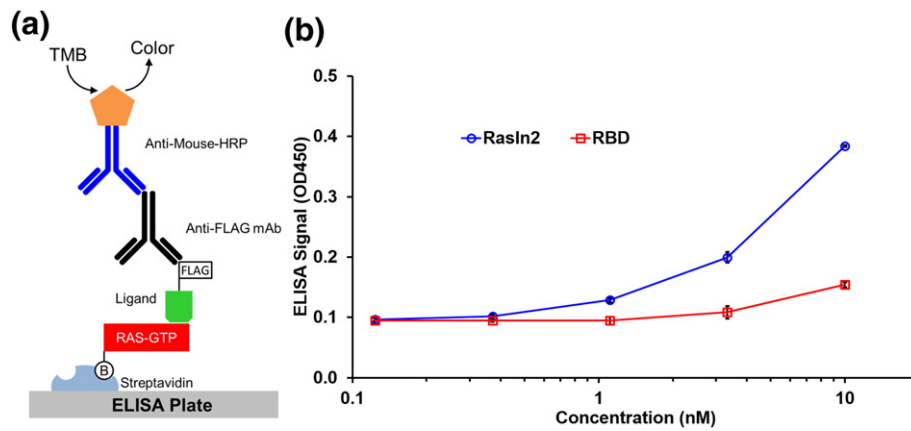 (a)
TMB
Color
Anti-Mouse-HRP
Anti-FLAG mAb
FLAG
Ligand
RAS-GTP
B
Streptavidin
ELISA Plate
(b)
ELISA Signal (OD450)
0.5
0.4
0.3
0.2
0.1
0.0
RasIn2
RBD
0.1
1
10
Concentration (nM)